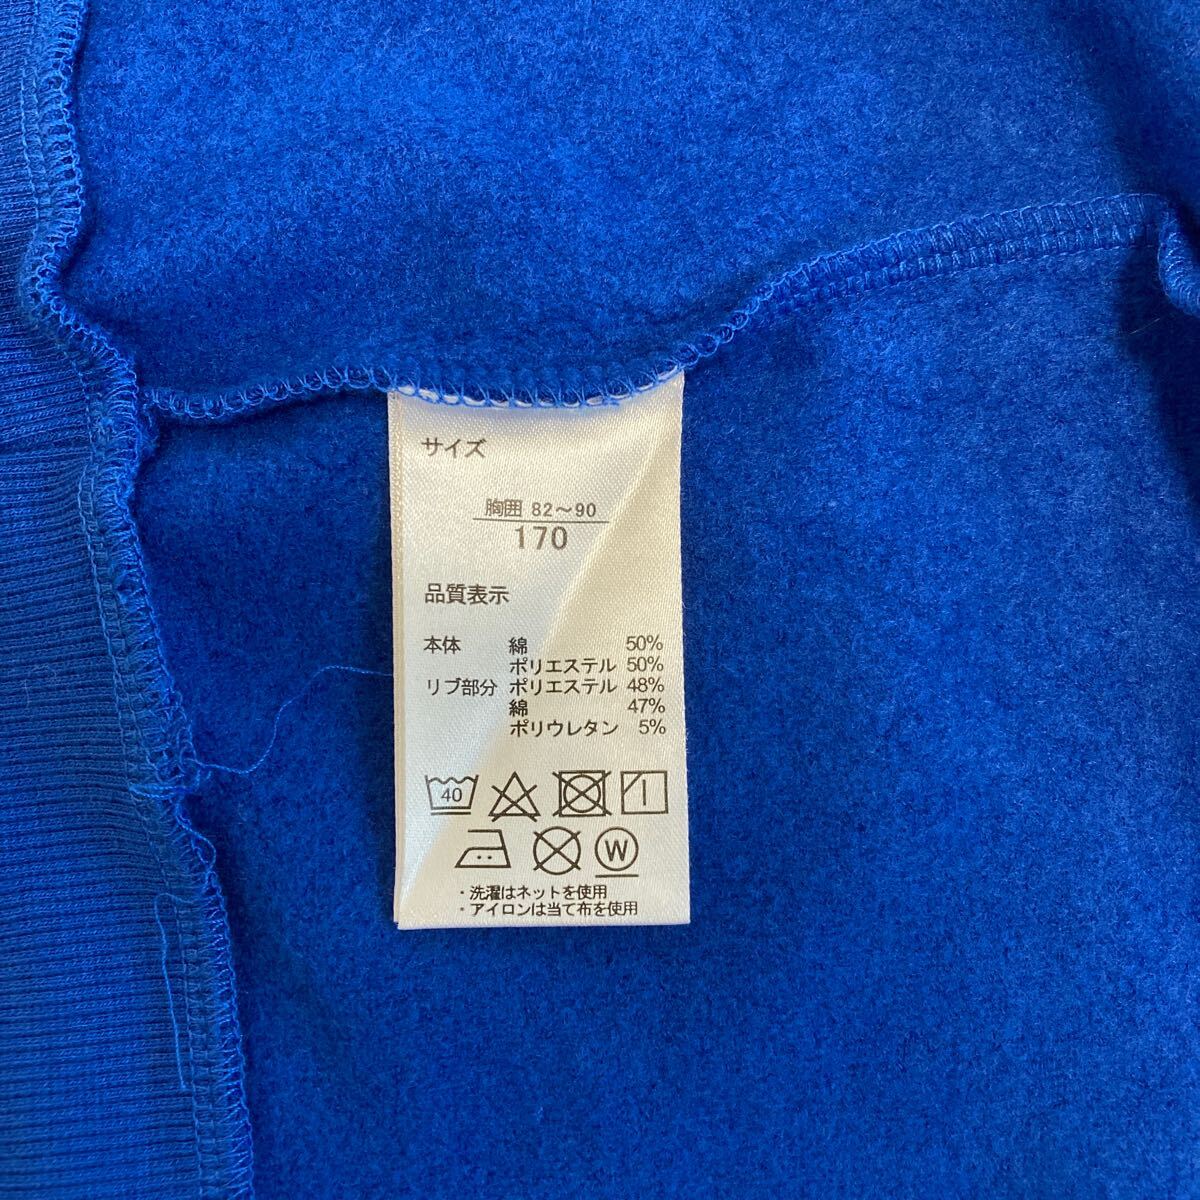 サイズ
胸囲 82～90
170
品質表示
本体 綿 50%
ポリエステル 50%
リブ部分 ポリエステル 48%
綿 47%
ポリウレタン 5%
40
W
・洗濯はネットを使用
・アイロンは当て布を使用